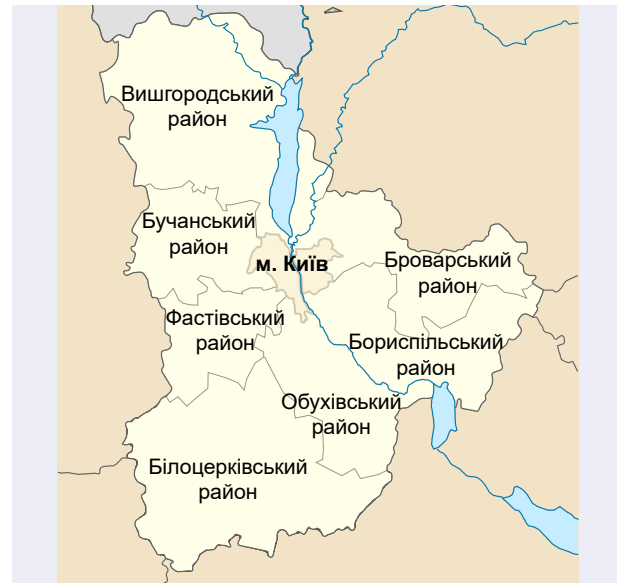 Вишгородський
район
Бучанський
район
м. Київ
Броварський
район
Фастівський
район
Бориспільський
район
Обухівський
район
Білоцерківський
район